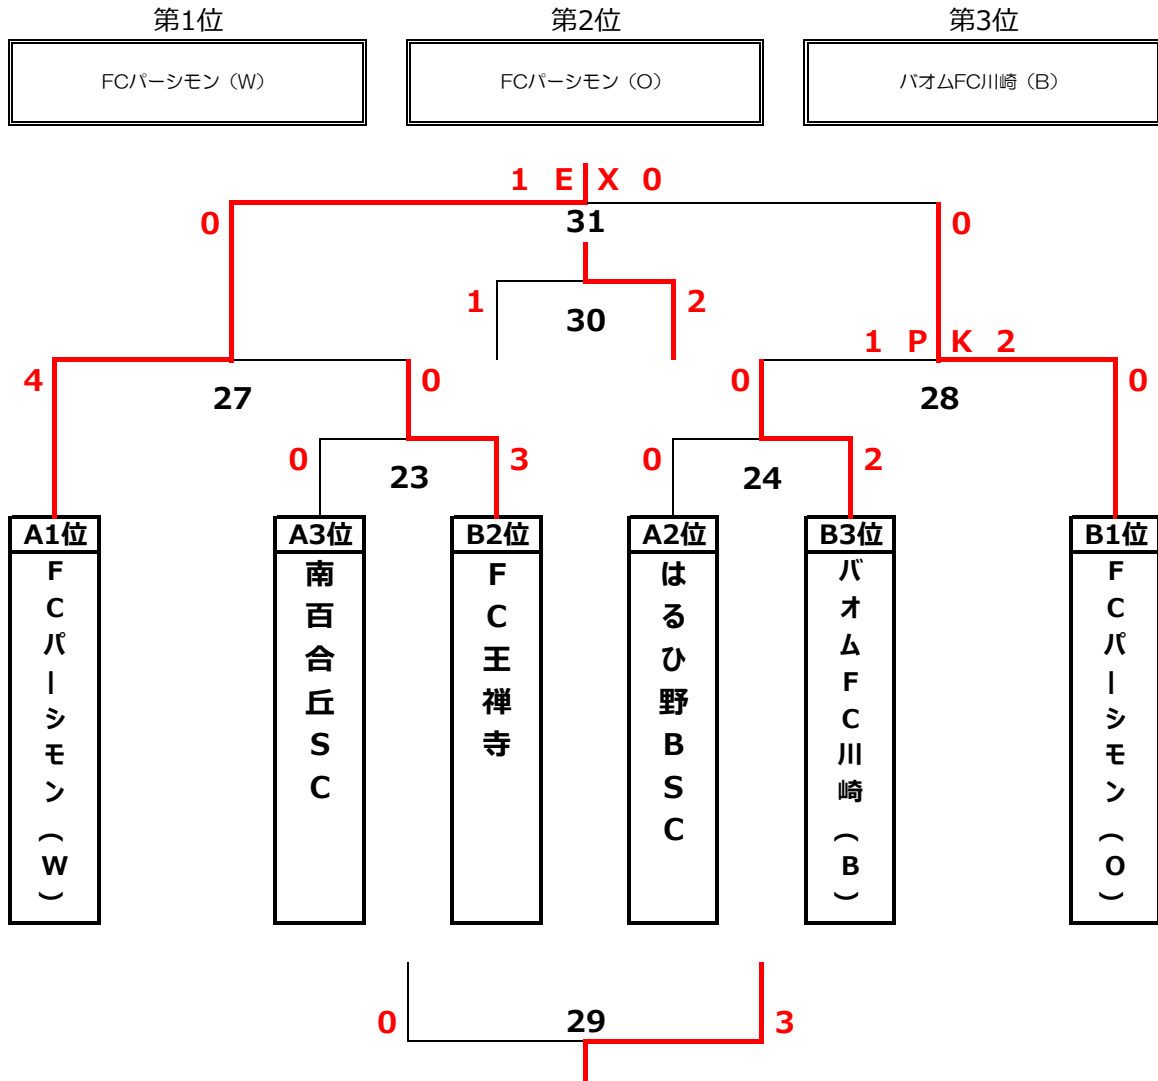 第1位 第2位 第3位
FCパーシモン（W） FCパーシモン（O） バオムFC川崎（B）
1 E X 0
0 31 0
1 30 2
1 P K 2
4 27 0 0 28 0
0 23 3 0 24 2
A1位 A3位 B2位 A2位 B3位 B1位
FCパーシモン（W）
南百合丘SC
FC王禅寺
はるひ野BSC
バオムFC川崎（B）
FCパーシモン（O）
0 29 3